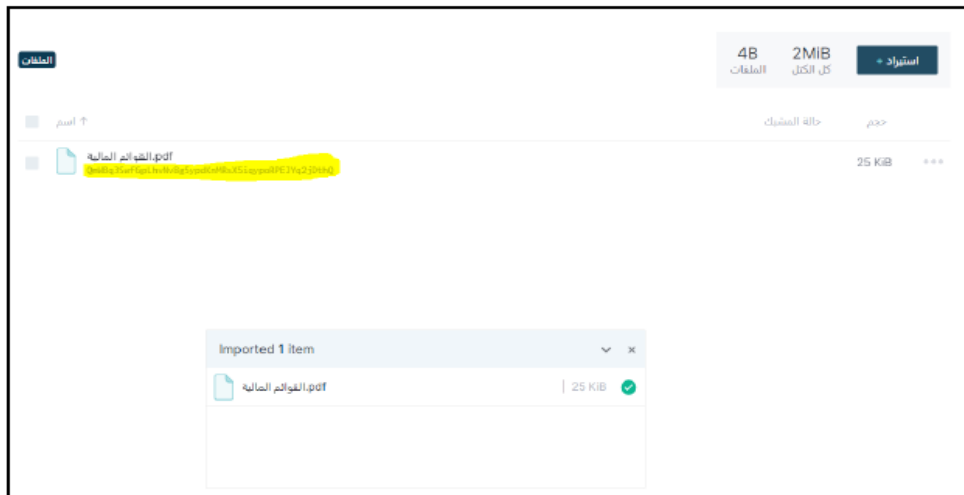 الملفات
4B
الملفات
2MiB
كل الكتل
استيراد +
↑ اسم
حالة المشبك
حجم
القوائم المالية.pdf
25 KiB
Imported 1 item
القوائم المالية.pdf
25 KiB